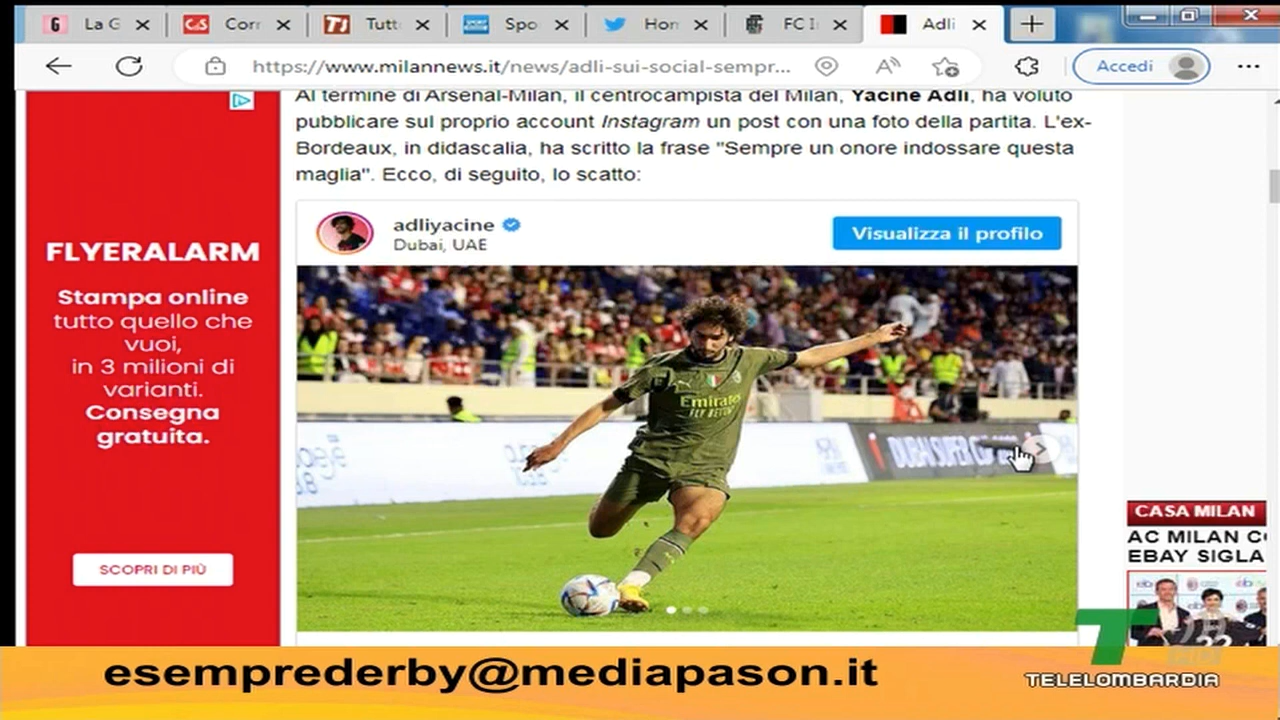 La G
Corr
Tutt
Spo
Hon
FC I
Adli
https://www.milannews.it/news/adli-sui-social-sempr...
Accedi
Al termine di Arsenal-Milan, il centrocampista del Milan, Yacine Adli, ha voluto
pubblicare sul proprio account Instagram un post con una foto della partita. L'ex-
Bordeaux, in didascalia, ha scritto la frase "Sempre un onore indossare questa
maglia". Ecco, di seguito, lo scatto:
FLYERALARM
Stampa online
tutto quello che
vuoi,
in 3 milioni di
varianti.
Consegna
gratuita.
SCOPRI DI PIÙ
adliyacine
Dubai, UAE
Visualizza il profilo
Emirates
FLY BETTER
DUBAI SUPER CUP
CASA MILAN
AC MILAN C
EBAY SIGLA
esemprederby@mediapason.it
TELELOMBARDIA